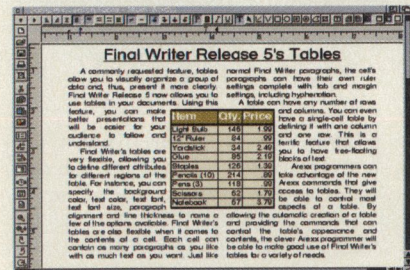 Final Writer Release 5's Tables
A commonly requested feature, tables
allow you to visually organize a group of
data and, thus, present it more clearly.
Final Writer Release 5 now allows you to
use tables in your documents. Using this
feature, you can make
better presentations that
will be easier for your
audience to follow and
understand.
Final Writer's tables are
very flexible, allowing you
to define different attributes
for different regions of the
table. For instance, you can
specify the background
color, text color, text font,
text font size, paragraph
alignment and line thickness to name a
few of the options available. Final Writer's
tables are also flexible when it comes to
the contents of a cell. Each cell can
contain as many paragraphs as you like
with as much text as you want. Just like
Item Qty. Price
Light Bulb 145 1.99
12" Ruler 84 .99
Yardstick 34 2.49
Glue 95 2.19
Staples 126 1.39
Pencils (10) 214 .89
Pens (3) 118 .99
Scissors 62 1.79
Notebook 57 3.79
normal Final Writer paragraphs, the cell's
paragraphs can have their own ruler
settings complete with tab and margin
settings, including hyphenation.
A table can have any number of rows
and columns. You can even
have a single-cell table by
defining it with one column
and one row. This is a
terrific feature that allows
you to have free-floating
blocks of text.
Arexx programmers can
take advantage of the new
Arexx commands that give
access to tables. They will
be able to control most
aspects of a table. By
allowing the automatic creation of a table
and providing the commands that can
control the table's appearance and
contents, the clever Arexx programmer will
be able to make good use of Final Writer's
tables for a variety of needs.